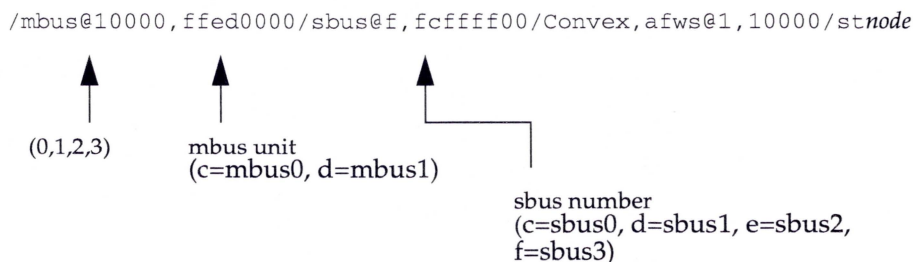 /mbus@10000,ffed0000/sbus@f,fcffff00/Convex,afws@1,10000/stnode
(0,1,2,3)
mbus unit
(c=mbus0, d=mbus1)
sbus number
(c=sbus0, d=sbus1, e=sbus2,
f=sbus3)